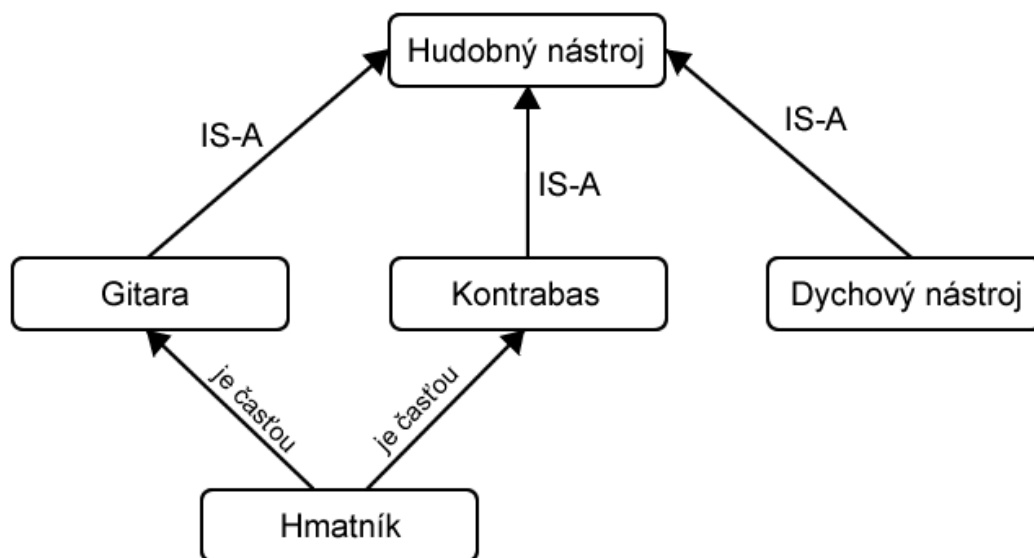 Hudobný nástroj
IS-A
IS-A
IS-A
Gitara
Kontrabas
Dychový nástroj
je časťou
je časťou
Hmatník